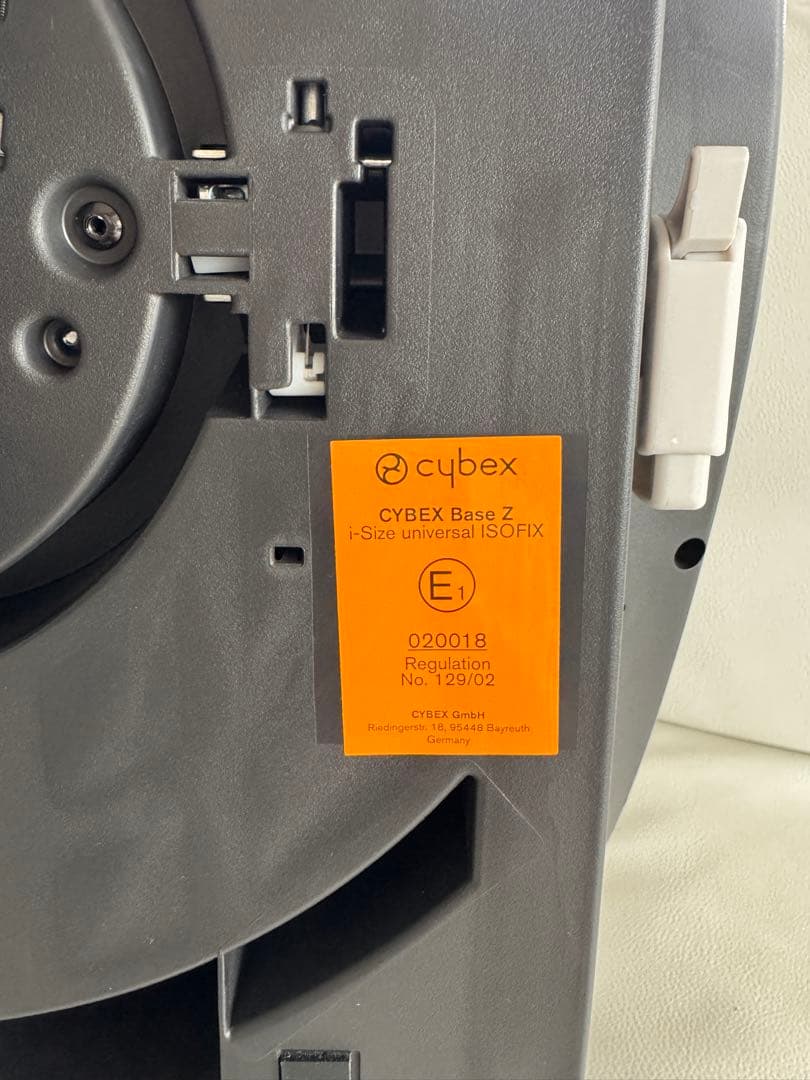 cybex
CYBEX Base Z
i-Size universal ISOFIX
E1
020018
Regulation
No. 129/02
CYBEX GmbH
Riedingerstr. 18, 95448 Bayreuth
Germany